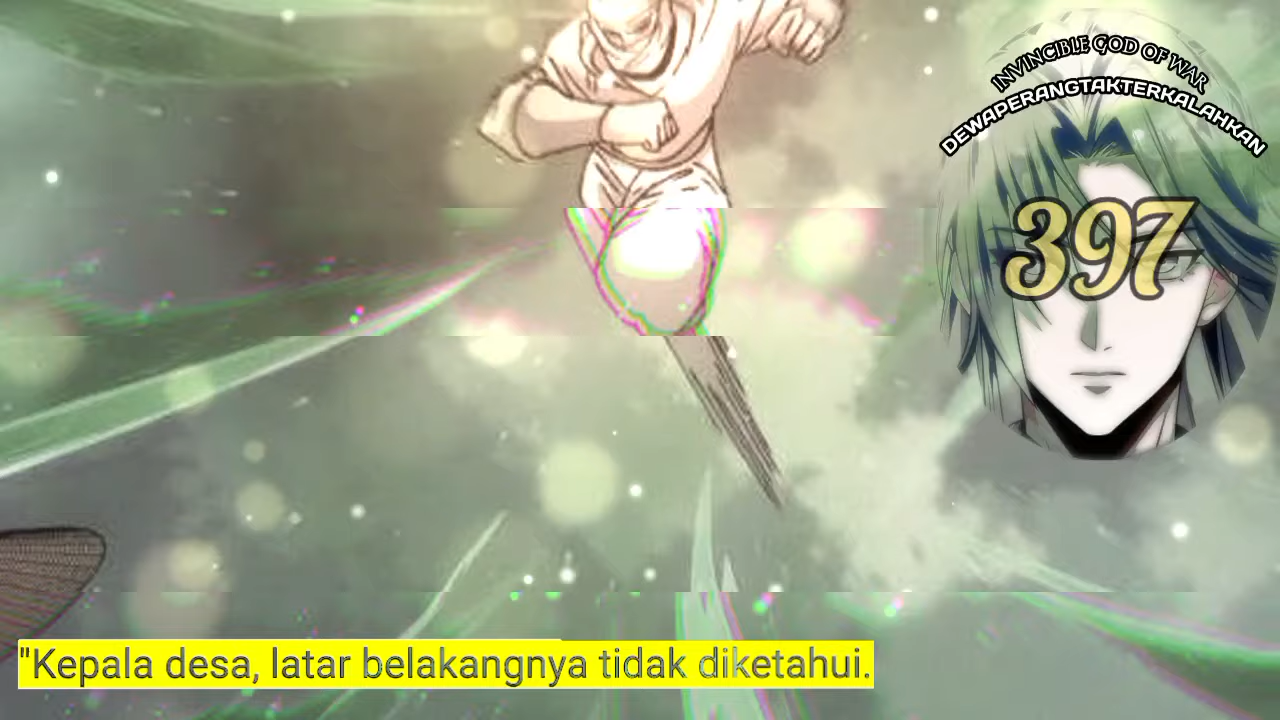 INVINCIBLE GOD OF WAR
DEWAPERANGTAKTERKALAHKAN
397
"Kepala desa, latar belakangnya tidak diketahui.